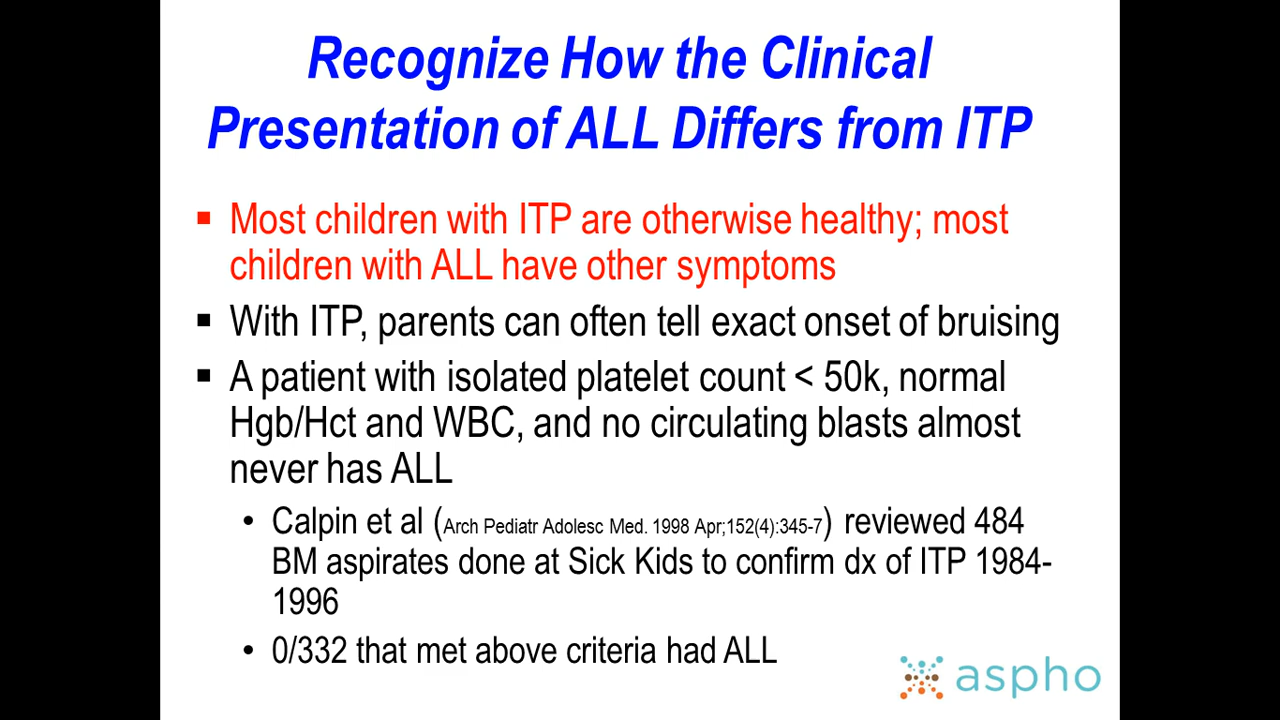 Recognize How the Clinical
Presentation of ALL Differs from ITP
▪ Most children with ITP are otherwise healthy; most
children with ALL have other symptoms
▪ With ITP, parents can often tell exact onset of bruising
▪ A patient with isolated platelet count < 50k, normal
Hgb/Hct and WBC, and no circulating blasts almost
never has ALL
• Calpin et al (Arch Pediatr Adolesc Med. 1998 Apr;152(4):345-7) reviewed 484
BM aspirates done at Sick Kids to confirm dx of ITP 1984-
1996
• 0/332 that met above criteria had ALL
aspho